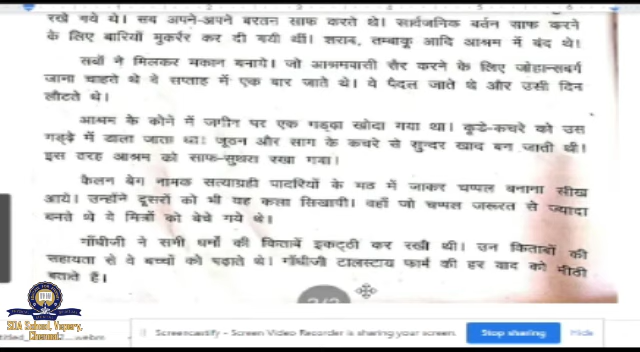 रखे गये थे। सब अपने-अपने बरतन साफ करते थे। सार्वजनिक बर्तन साफ करने
के लिए बारियाँ मुकर्रर कर दी गयी थीं। शराब, तम्बाकू आदि आश्रम में बंद थे।
सबों ने मिलकर मकान बनाये। जो आश्रमवासी सैर करने के लिए जोहान्सबर्ग
जाना चाहते थे वे सप्ताह में एक बार जाते थे। वे पैदल जाते थे और उसी दिन
लौटते थे।
आश्रम के कोने में जमीन पर एक गड्ढा खोदा गया था। कूड़े-कचरे को उस
गड्ढे में डाला जाता था। जूठन और साग के कचरे से सुन्दर खाद बन जाती थी।
इस तरह आश्रम को साफ-सुथरा रखा गया।
कैलन बेग नामक सत्याग्रही पादरियों के मठ में जाकर चप्पल बनाना सीख
आये। उन्होंने दूसरों को भी यह कला सिखायी। वहाँ जो चप्पल जरूरत से ज्यादा
बनते थे वे मित्रों को बेचे गये थे।
गाँधीजी ने सभी धर्मों की किताबें इकट्ठी कर रखी थी। उन किताबों की
सहायता से वे बच्चों को पढ़ाते थे। गाँधीजी टालस्टाय फार्म की हर याद को मीठी
बताते हैं।
SDA School, Vepery,
Chennai.
Screencastify - Screen Video Recorder is sharing your screen.
Stop sharing
Hide